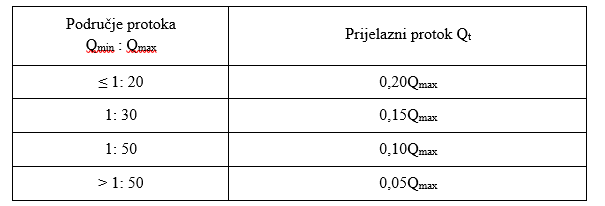 Područje protoka
Qmin : Qmax
Prijelazni protok Qt
≤ 1: 20
0,20Qmax
1: 30
0,15Qmax
1: 50
0,10Qmax
> 1: 50
0,05Qmax